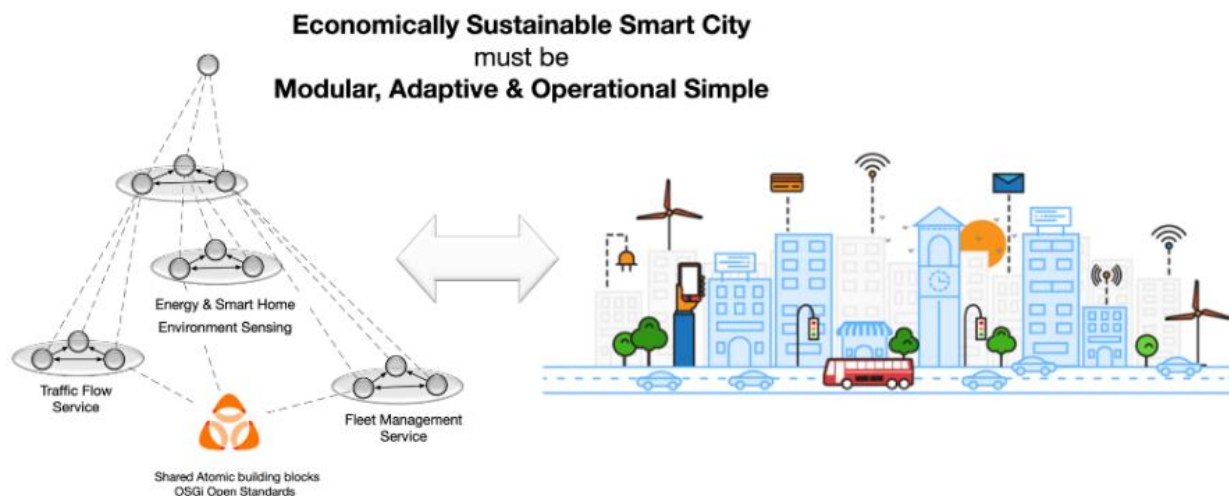 Economically Sustainable Smart City
must be
Modular, Adaptive & Operational Simple
Energy & Smart Home
Environment Sensing
Traffic Flow
Service
Fleet Management
Service
Shared Atomic building blocks
OSGi Open Standards